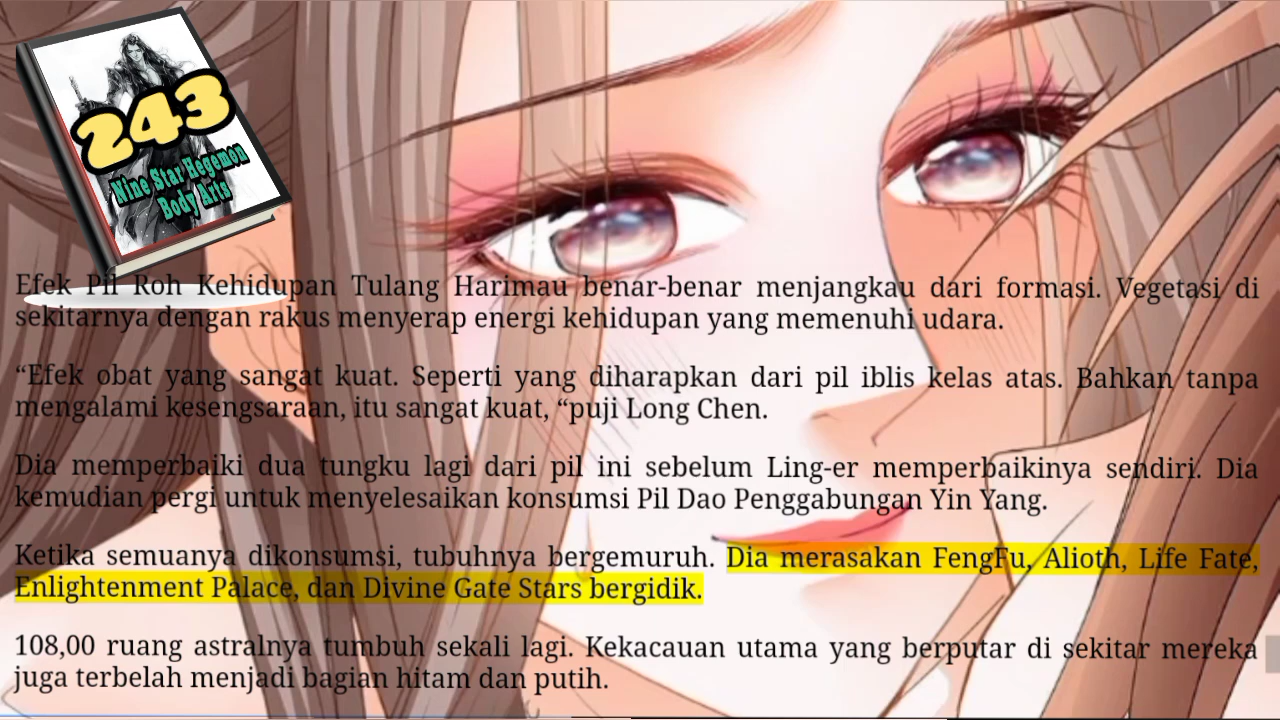 243
Nine Star Hegemon
Body Arts
Efek Pil Roh Kehidupan Tulang Harimau benar-benar menjangkau dari formasi. Vegetasi di
sekitarnya dengan rakus menyerap energi kehidupan yang memenuhi udara.
“Efek obat yang sangat kuat. Seperti yang diharapkan dari pil iblis kelas atas. Bahkan tanpa
mengalami kesengsaraan, itu sangat kuat, “puji Long Chen.
Dia memperbaiki dua tungku lagi dari pil ini sebelum Ling-er memperbaikinya sendiri. Dia
kemudian pergi untuk menyelesaikan konsumsi Pil Dao Penggabungan Yin Yang.
Ketika semuanya dikonsumsi, tubuhnya bergemuruh. Dia merasakan FengFu, Alioth, Life Fate,
Enlightenment Palace, dan Divine Gate Stars bergidik.
108,00 ruang astralnya tumbuh sekali lagi. Kekacauan utama yang berputar di sekitar mereka
juga terbelah menjadi bagian hitam dan putih.